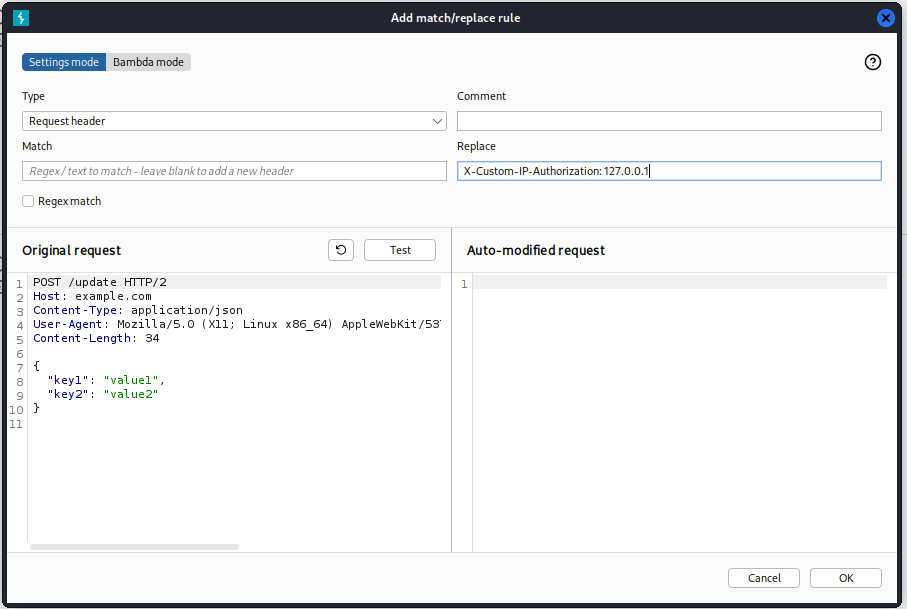 Add match/replace rule
Settings mode Bambda mode
Type Comment
Request header
Match Replace
Regex / text to match - leave blank to add a new header X-Custom-IP-Authorization: 127.0.0.1
Regex match
Original request Test Auto-modified request
1 POST /update HTTP/2 1
2 Host: example.com
3 Content-Type: application/json
4 User-Agent: Mozilla/5.0 (X11; Linux x86_64) AppleWebKit/537
5 Content-Length: 34
6
7 {
8 "key1": "value1",
9 "key2": "value2"
10 }
11
Cancel OK